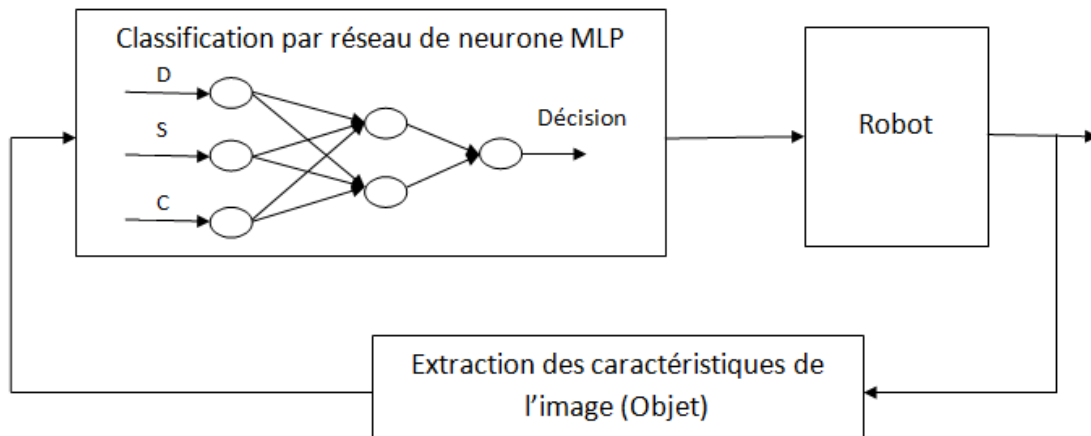 Classification par réseau de neurone MLP
D
S
C
Décision
Robot
Extraction des caractéristiques de
l'image (Objet)